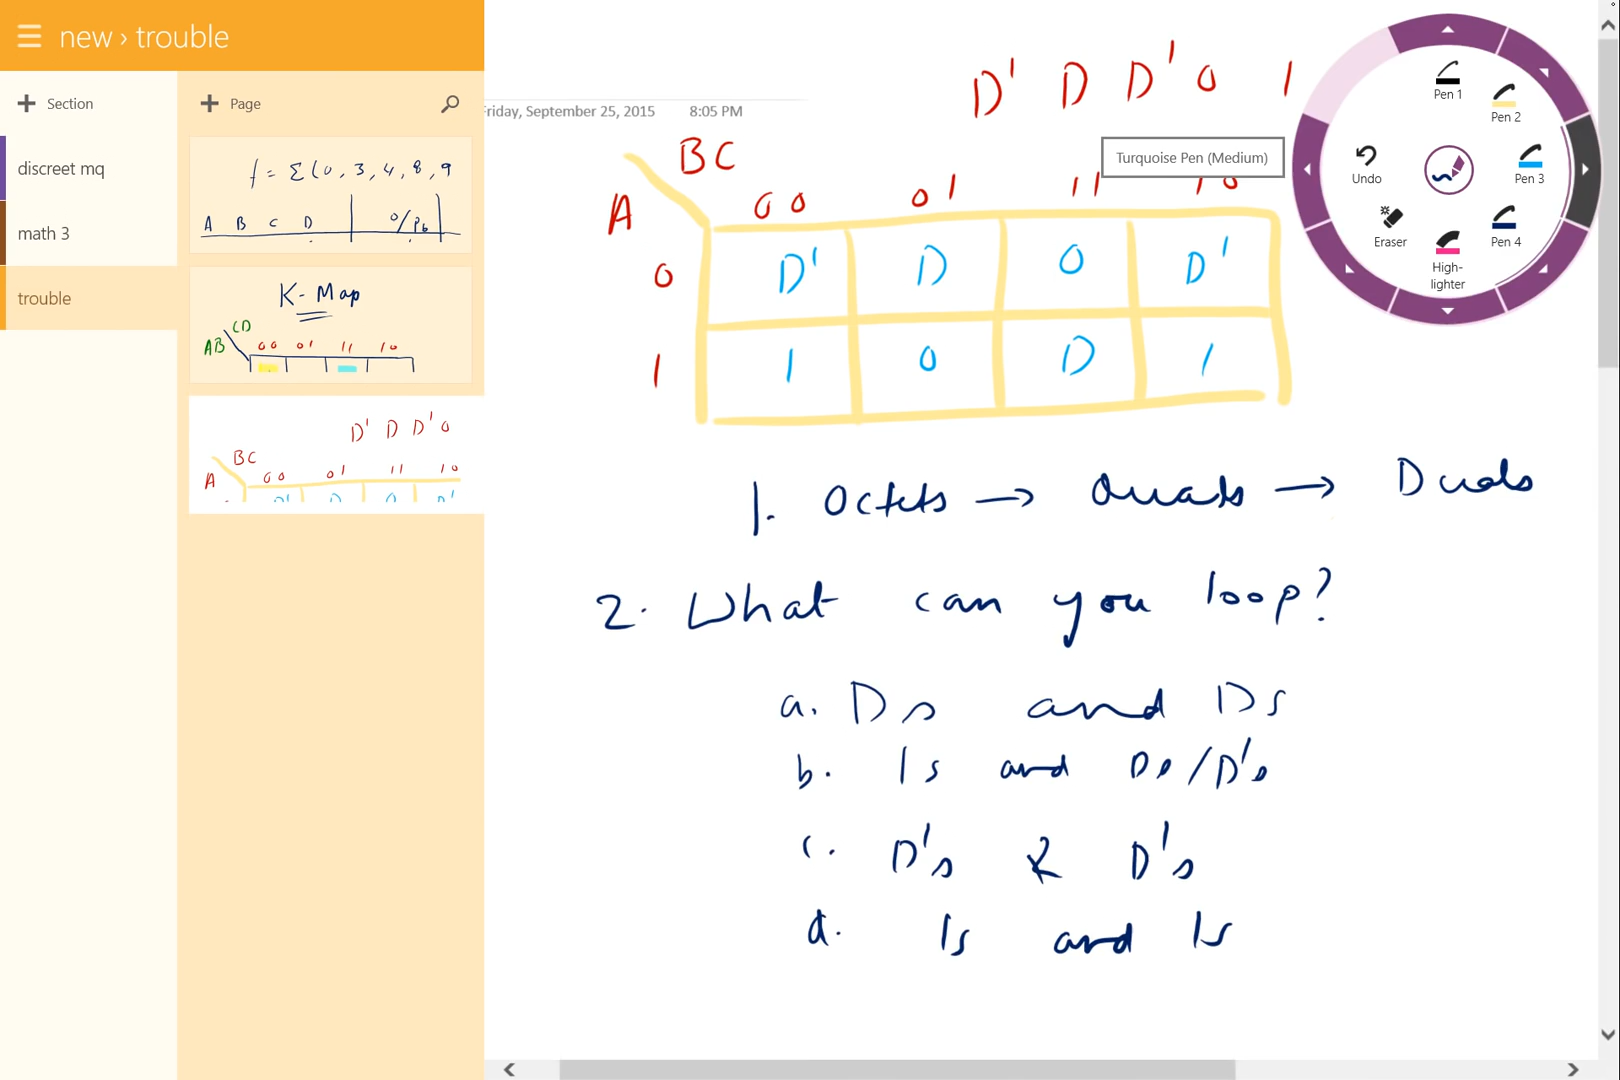 new › trouble
+ Section
+ Page
discreet mq
math 3
trouble
f = Σ(0, 3, 4, 8, 9
A B C D
K-Map
CD
AB 00 01 11 10
D' D D' 0
BC
A 00 01 11 10
D' D 0 D'
Friday, September 25, 2015 8:05 PM
D' D D' 0 1
BC
A 00 01 11 10
0 D' D 0 D'
1 1 0 D 1
Turquoise Pen (Medium)
Pen 1
Pen 2
Undo
Pen 3
Eraser
Pen 4
High-
lighter
1. Octets → Quads → Duals
2. What can you loop?
a. Ds and Ds
b. 1s and Ds/D's
c. D's & D's
d. 1s and 1s